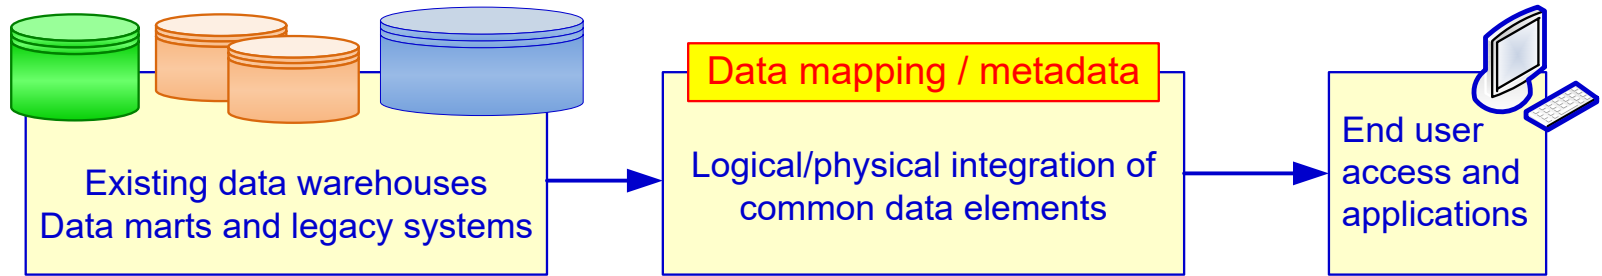 Existing data warehouses
Data marts and legacy systems
Data mapping / metadata
Logical/physical integration of
common data elements
End user
access and
applications